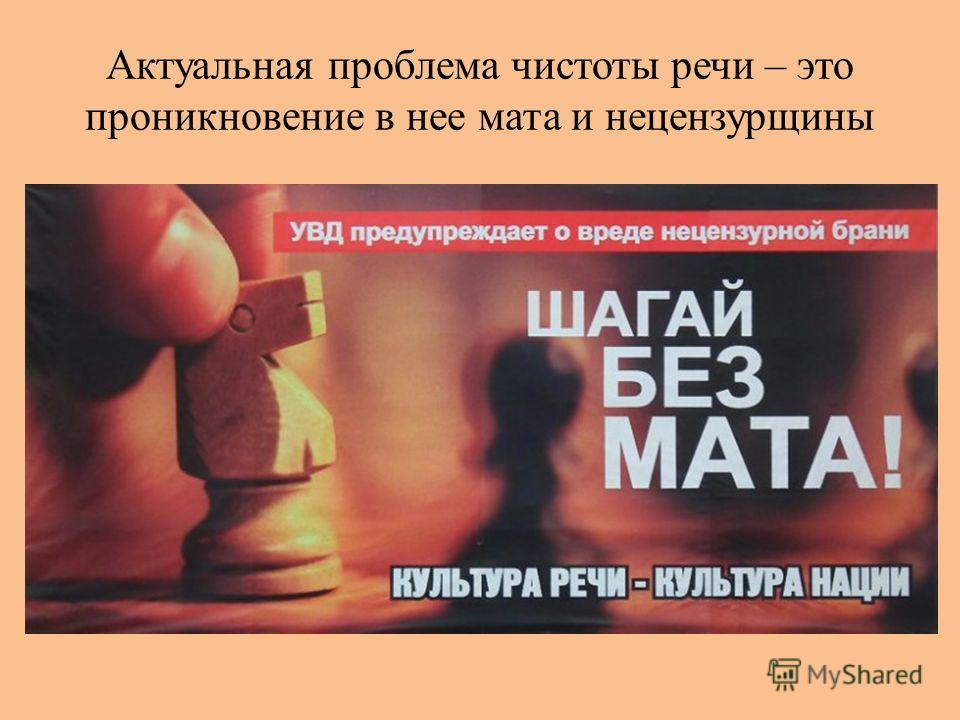 Актуальная проблема чистоты речи – это
проникновение в нее мата и нецензурщины
УВД предупреждает о вреде нецензурной брани
ШАГАЙ
БЕЗ
МАТА!
КУЛЬТУРА РЕЧИ - КУЛЬТУРА НАЦИИ
MyShared